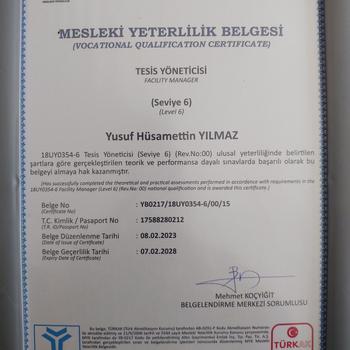 MESLEKİ YETERLİLİK BELGESİ
(VOCATIONAL QUALIFICATION CERTIFICATE)
TESİS YÖNETİCİSİ
FACILITY MANAGER
(Seviye 6)
(Level 6)
Yusuf Hüsamettin YILMAZ
18UY0354-6 Tesis Yöneticisi (Seviye 6) (Rev.No:00) ulusal yeterliliğinde belirtilen
şartlara göre gerçekleştirilen teorik ve performansa dayalı sınavlarda başarılı olarak bu
belgeyi almaya hak kazanmıştır.
(Has successfully completed the theoretical and practical assessments performed in accordance with requirements in the
18UY0354-6 Facility Manager (Level 6) (Rev.No: 00) national qualification and is awarded this certificate.)
Belge No : YB0217/18UY0354-6/00/15
(Certificate No)
T.C. Kimlik / Pasaport No : 17588280212
(T.R. ID/Passport No)
Belge Düzenlenme Tarihi : 08.02.2023
(Date of Issue of Certificate)
Belge Geçerlilik Tarihi : 07.02.2028
(Expiry Date of Certificate)
Mehmet KOÇYİĞİT
BELGELENDİRME MERKEZİ SORUMLUSU
TÜRKAK